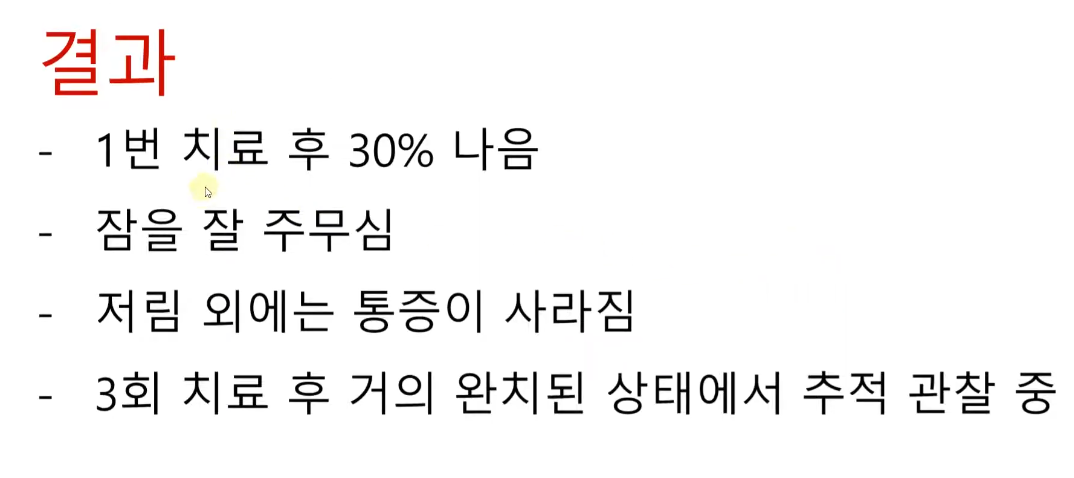 결과
- 1번 치료 후 30% 나음
- 잠을 잘 주무심
- 저림 외에는 통증이 사라짐
- 3회 치료 후 거의 완치된 상태에서 추적 관찰 중